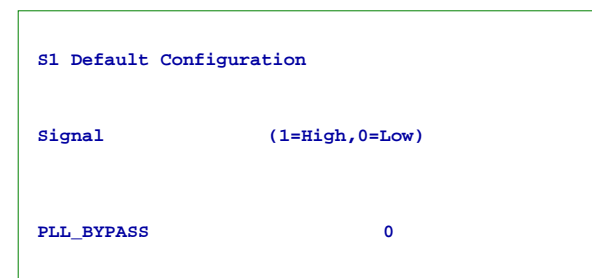 S1 Default Configuration
Signal (1=High,0=Low)
PLL_BYPASS 0